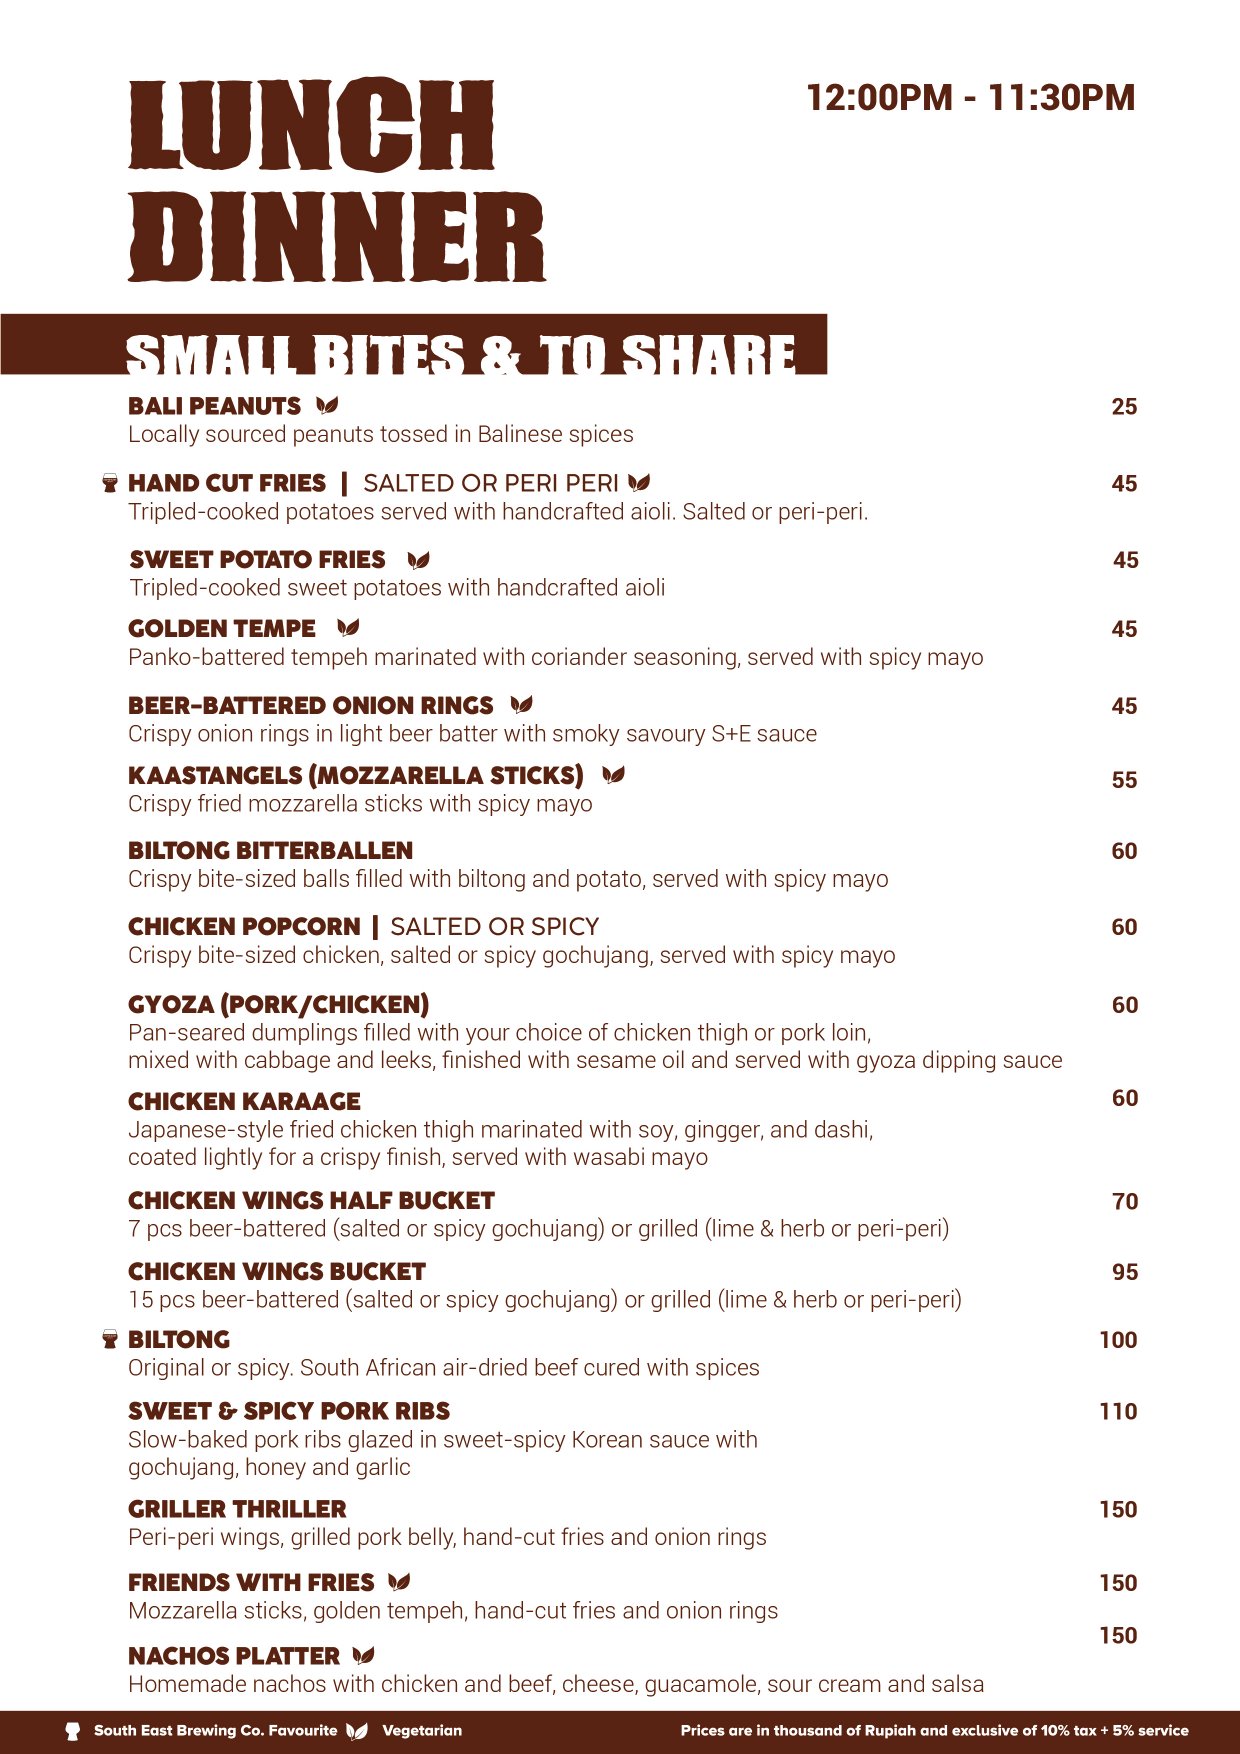 LUNCH
12:00PM - 11:30PM
DINNER
SMALL BITES & TO SHARE
BALI PEANUTS 25
Locally sourced peanuts tossed in Balinese spices
HAND CUT FRIES | SALTED OR PERI PERI 45
Tripled-cooked potatoes served with handcrafted aioli. Salted or peri-peri.
SWEET POTATO FRIES 45
Tripled-cooked sweet potatoes with handcrafted aioli
GOLDEN TEMPE 45
Panko-battered tempeh marinated with coriander seasoning, served with spicy mayo
BEER-BATTERED ONION RINGS 45
Crispy onion rings in light beer batter with smoky savoury S+E sauce
KAASTANGELS (MOZZARELLA STICKS) 55
Crispy fried mozzarella sticks with spicy mayo
BILTONG BITTERBALLEN 60
Crispy bite-sized balls filled with biltong and potato, served with spicy mayo
CHICKEN POPCORN | SALTED OR SPICY 60
Crispy bite-sized chicken, salted or spicy gochujang, served with spicy mayo
GYOZA (PORK/CHICKEN) 60
Pan-seared dumplings filled with your choice of chicken thigh or pork loin,
mixed with cabbage and leeks, finished with sesame oil and served with gyoza dipping sauce
CHICKEN KARAAGE 60
Japanese-style fried chicken thigh marinated with soy, gingger, and dashi,
coated lightly for a crispy finish, served with wasabi mayo
CHICKEN WINGS HALF BUCKET 70
7 pcs beer-battered (salted or spicy gochujang) or grilled (lime & herb or peri-peri)
CHICKEN WINGS BUCKET 95
15 pcs beer-battered (salted or spicy gochujang) or grilled (lime & herb or peri-peri)
BILTONG 100
Original or spicy. South African air-dried beef cured with spices
SWEET & SPICY PORK RIBS 110
Slow-baked pork ribs glazed in sweet-spicy Korean sauce with
gochujang, honey and garlic
GRILLER THRILLER 150
Peri-peri wings, grilled pork belly, hand-cut fries and onion rings
FRIENDS WITH FRIES 150
Mozzarella sticks, golden tempeh, hand-cut fries and onion rings
NACHOS PLATTER 150
Homemade nachos with chicken and beef, cheese, guacamole, sour cream and salsa
South East Brewing Co. Favourite Vegetarian Prices are in thousand of Rupiah and exclusive of 10% tax + 5% service